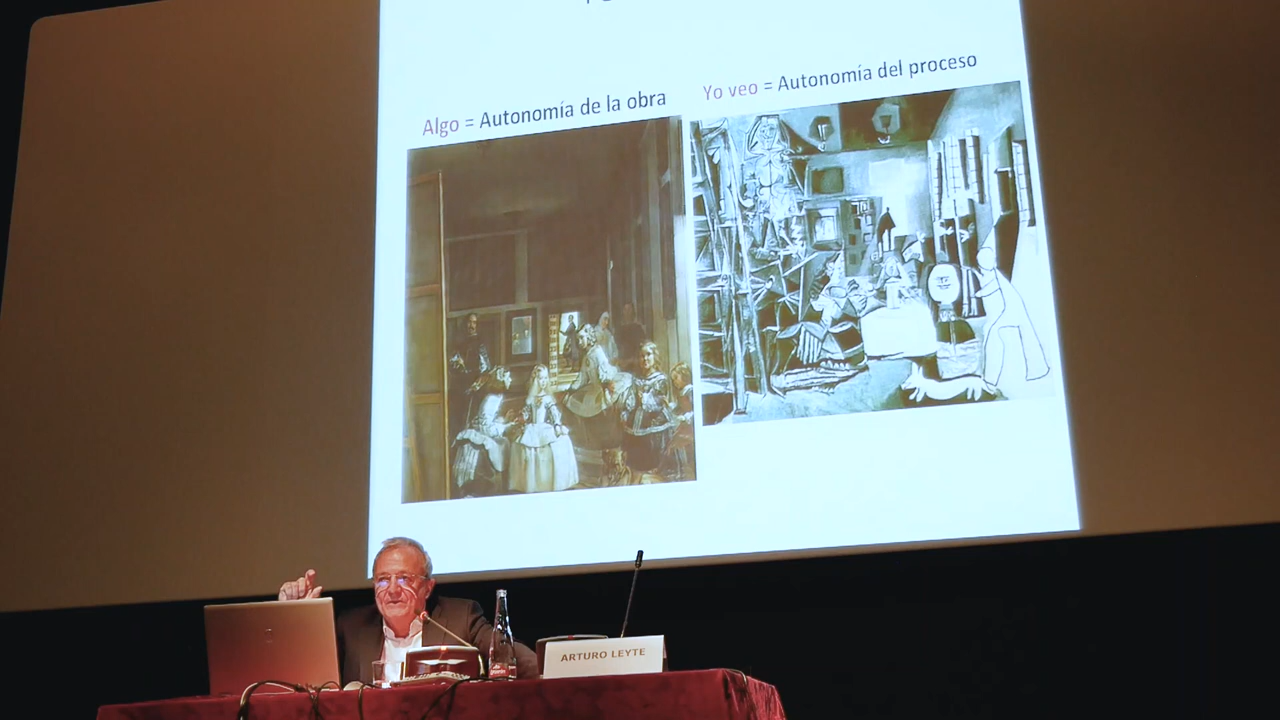 Algo = Autonomía de la obra
Yo veo = Autonomía del proceso
ARTURO LEYTE